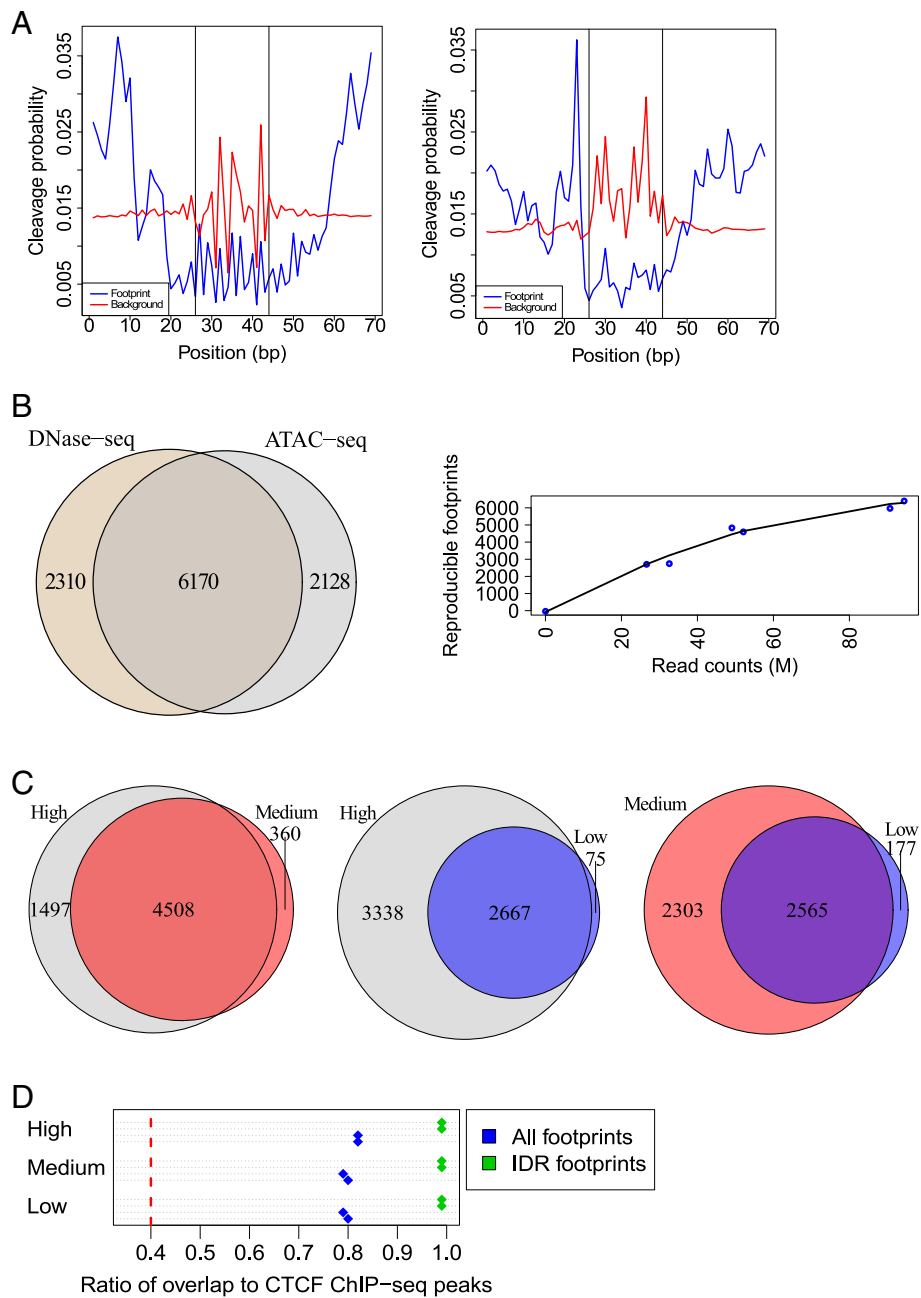 A
Cleavage probability
0.005 0.015 0.025 0.035
Footprint
Background
0 10 20 30 40 50 60 70
Position (bp)
Cleavage probability
0.005 0.015 0.025 0.035
Footprint
Background
0 10 20 30 40 50 60 70
Position (bp)
B
DNase−seq
ATAC−seq
2310
6170
2128
Reproducible footprints
6000
5000
4000
3000
2000
1000
0
0 20 40 60 80
Read counts (M)
C
High
Medium
360
1497
4508
High
Low
75
3338
2667
Medium
Low
177
2303
2565
D
High
Medium
Low
All footprints
IDR footprints
0.4 0.5 0.6 0.7 0.8 0.9 1.0
Ratio of overlap to CTCF ChIP−seq peaks